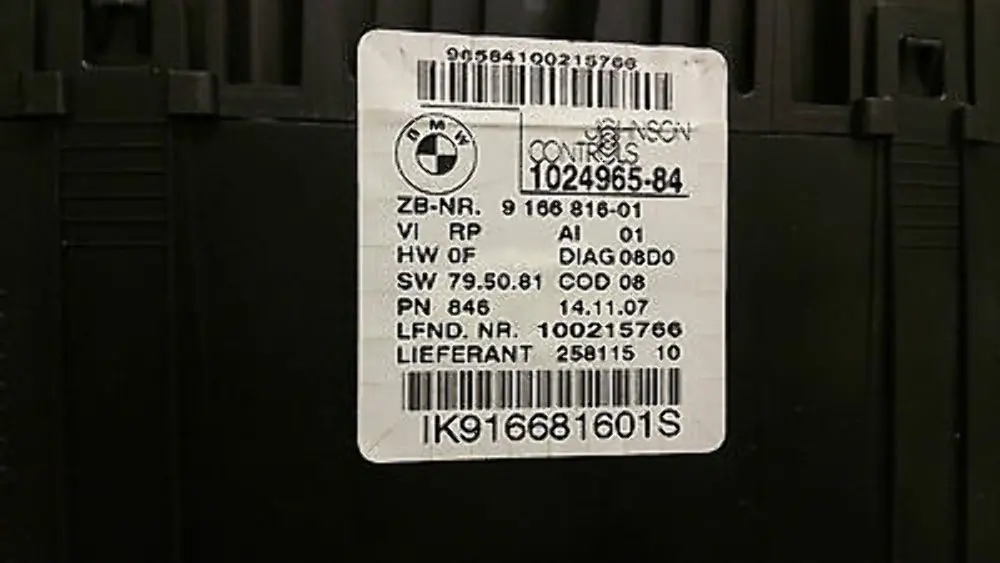 96584100215766
BMW
JOHNSON
CONTROLS
1024965-84
ZB-NR. 9 166 816-01
VI RP AI 01
HW 0F DIAG 08D0
SW 79.50.81 COD 08
PN 846 14.11.07
LFND. NR. 100215766
LIEFERANT 258115 10
IK916681601S